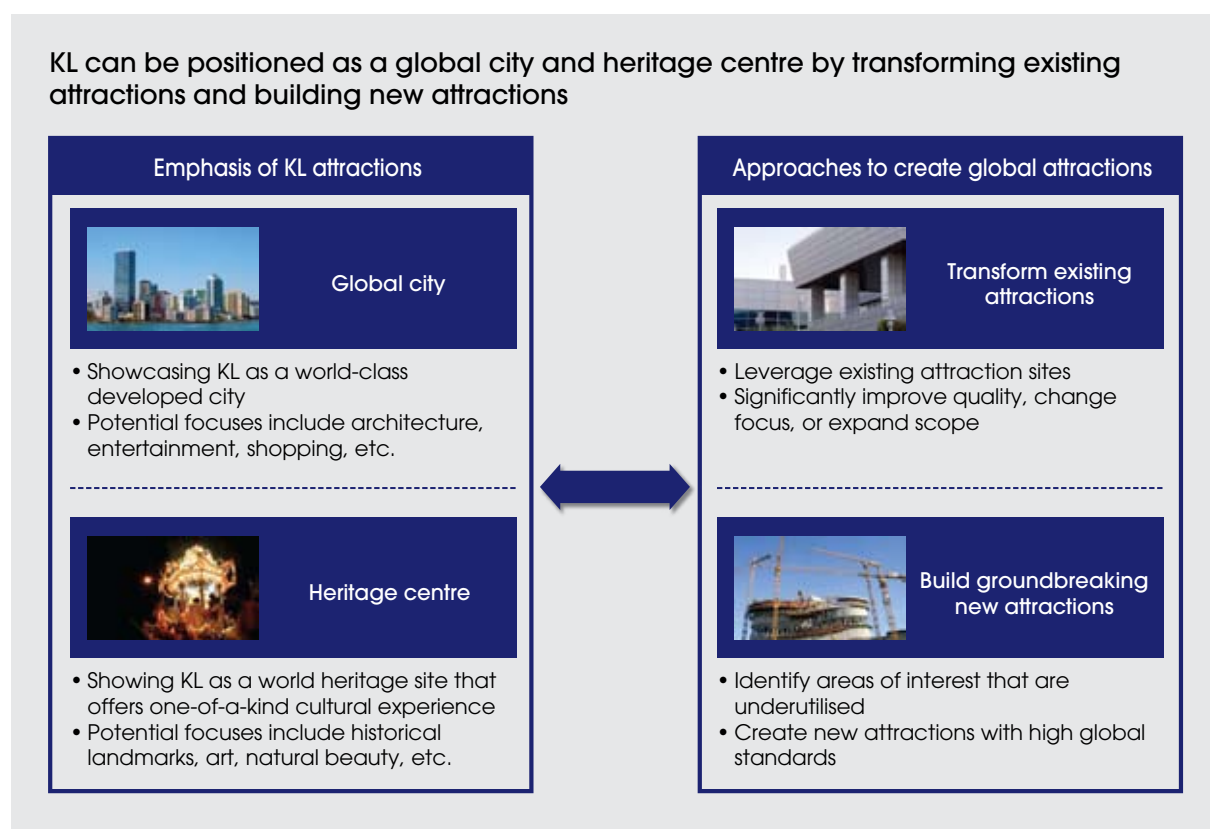 KL can be positioned as a global city and heritage centre by transforming existing
attractions and building new attractions
Emphasis of KL attractions
Global city
• Showcasing KL as a world-class
developed city
• Potential focuses include architecture,
entertainment, shopping, etc.
Heritage centre
• Showing KL as a world heritage site that
offers one-of-a-kind cultural experience
• Potential focuses include historical
landmarks, art, natural beauty, etc.
Approaches to create global attractions
Transform existing
attractions
• Leverage existing attraction sites
• Significantly improve quality, change
focus, or expand scope
Build groundbreaking
new attractions
• Identify areas of interest that are
underutilised
• Create new attractions with high global
standards